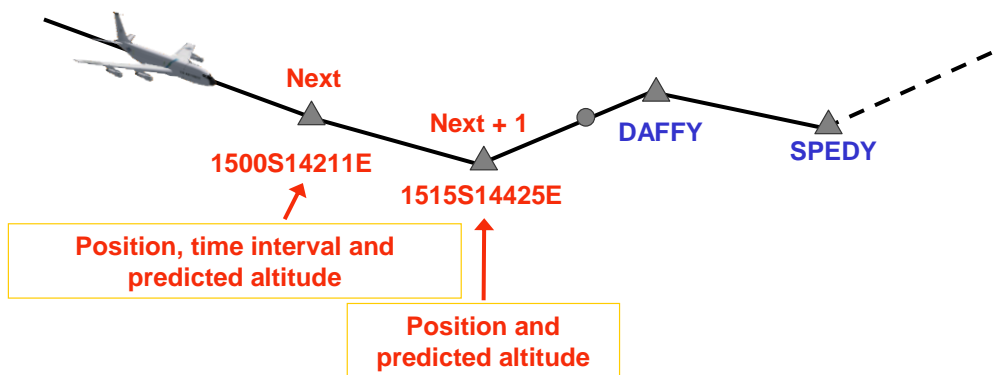 Next
Next + 1
DAFFY
SPEDY
1500S14211E
1515S14425E
Position, time interval and
predicted altitude
Position and
predicted altitude